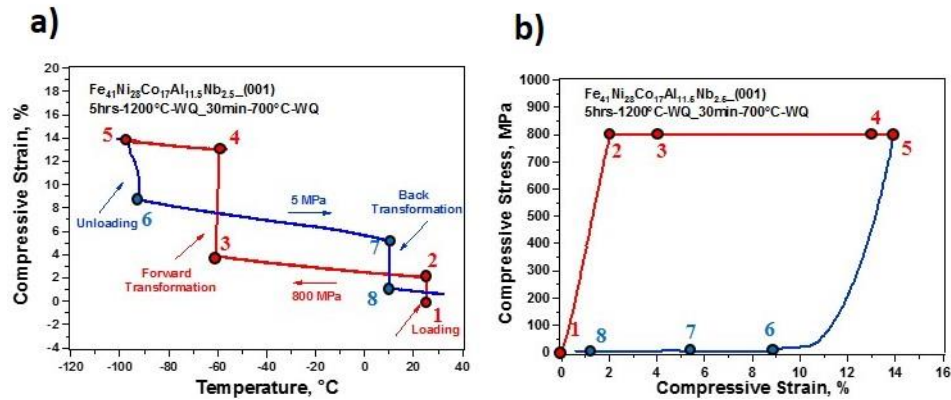 a)
Fe41Ni28Co17Al11.5Nb2.5_(001)
5hrs-1200°C-WQ_30min-700°C-WQ
20
18
16
14
12
10
8
6
4
2
0
-2
-4
Compressive Strain, %
5
4
Unloading
6
5 MPa
Back
Transformation
7
3
2
Forward
Transformation
800 MPa
8
1
Loading
-120 -100 -80 -60 -40 -20 0 20 40
Temperature, °C
b)
Fe41Ni28Co17Al11.5Nb2.5_(001)
5hrs-1200°C-WQ_30min-700°C-WQ
1000
900
800
700
600
500
400
300
200
100
0
Compressive Stress, MPa
2
3
4
5
1
8
7
6
0 2 4 6 8 10 12 14 16
Compressive Strain, %